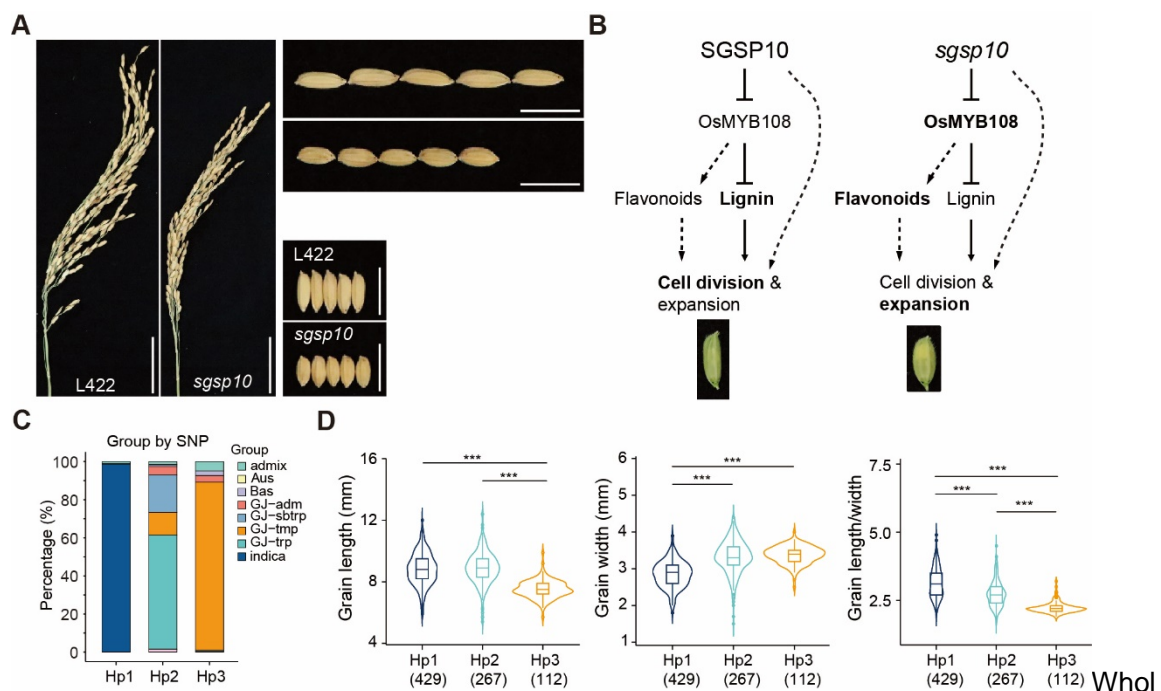 A
L422
sgsp10
L422
sgsp10
B
SGSP10
OsMYB108
Flavonoids Lignin
Cell division &
expansion
sgsp10
OsMYB108
Flavonoids Lignin
Cell division &
expansion
C
Group by SNP
Percentage (%)
100
80
60
40
20
0
Hp1 Hp2 Hp3
Group
admix
Aus
Bas
GJ-adm
GJ-sbtrp
GJ-tmp
GJ-trp
indica
D
Grain length (mm)
16
12
8
4
***
***
Hp1 Hp2 Hp3
(429) (267) (112)
Grain width (mm)
6
5
4
3
2
1
***
***
Hp1 Hp2 Hp3
(429) (267) (112)
Grain length/width
7.5
5.0
2.5
***
***
***
Hp1 Hp2 Hp3
(429) (267) (112)
Whol